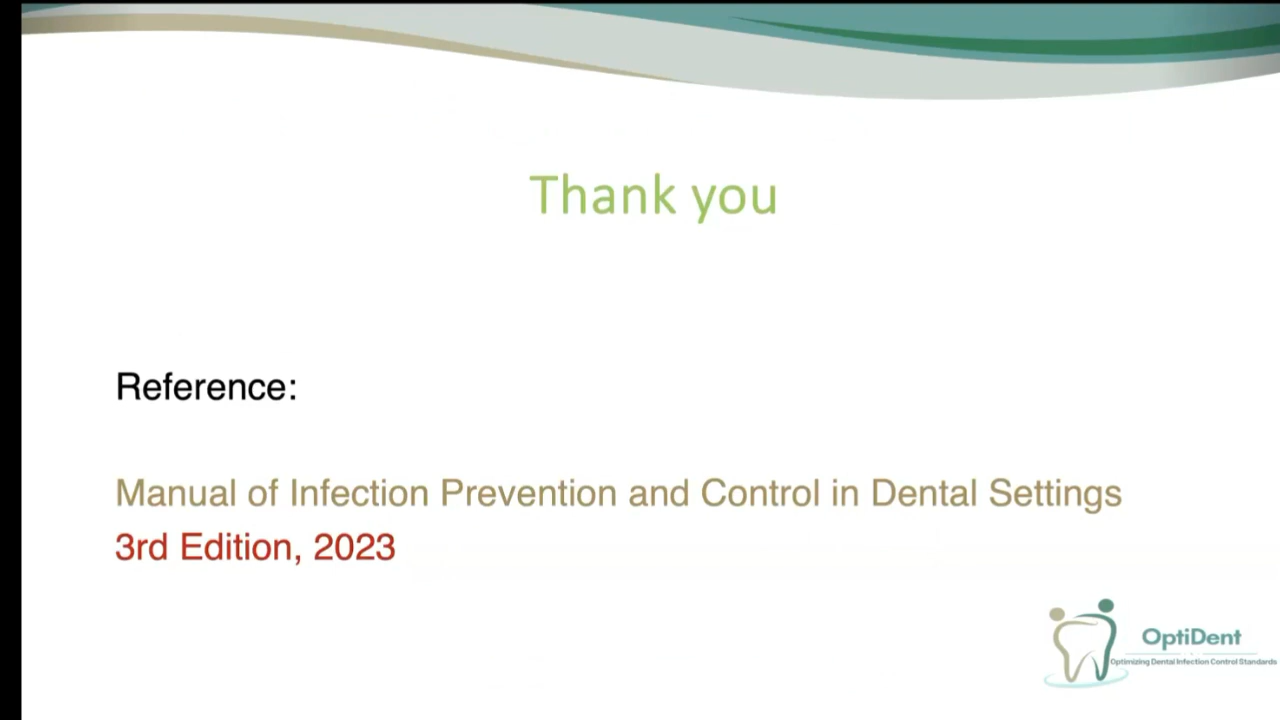 Thank you
Reference:
Manual of Infection Prevention and Control in Dental Settings
3rd Edition, 2023
OptiDent
Optimizing Dental Infection Control Standards